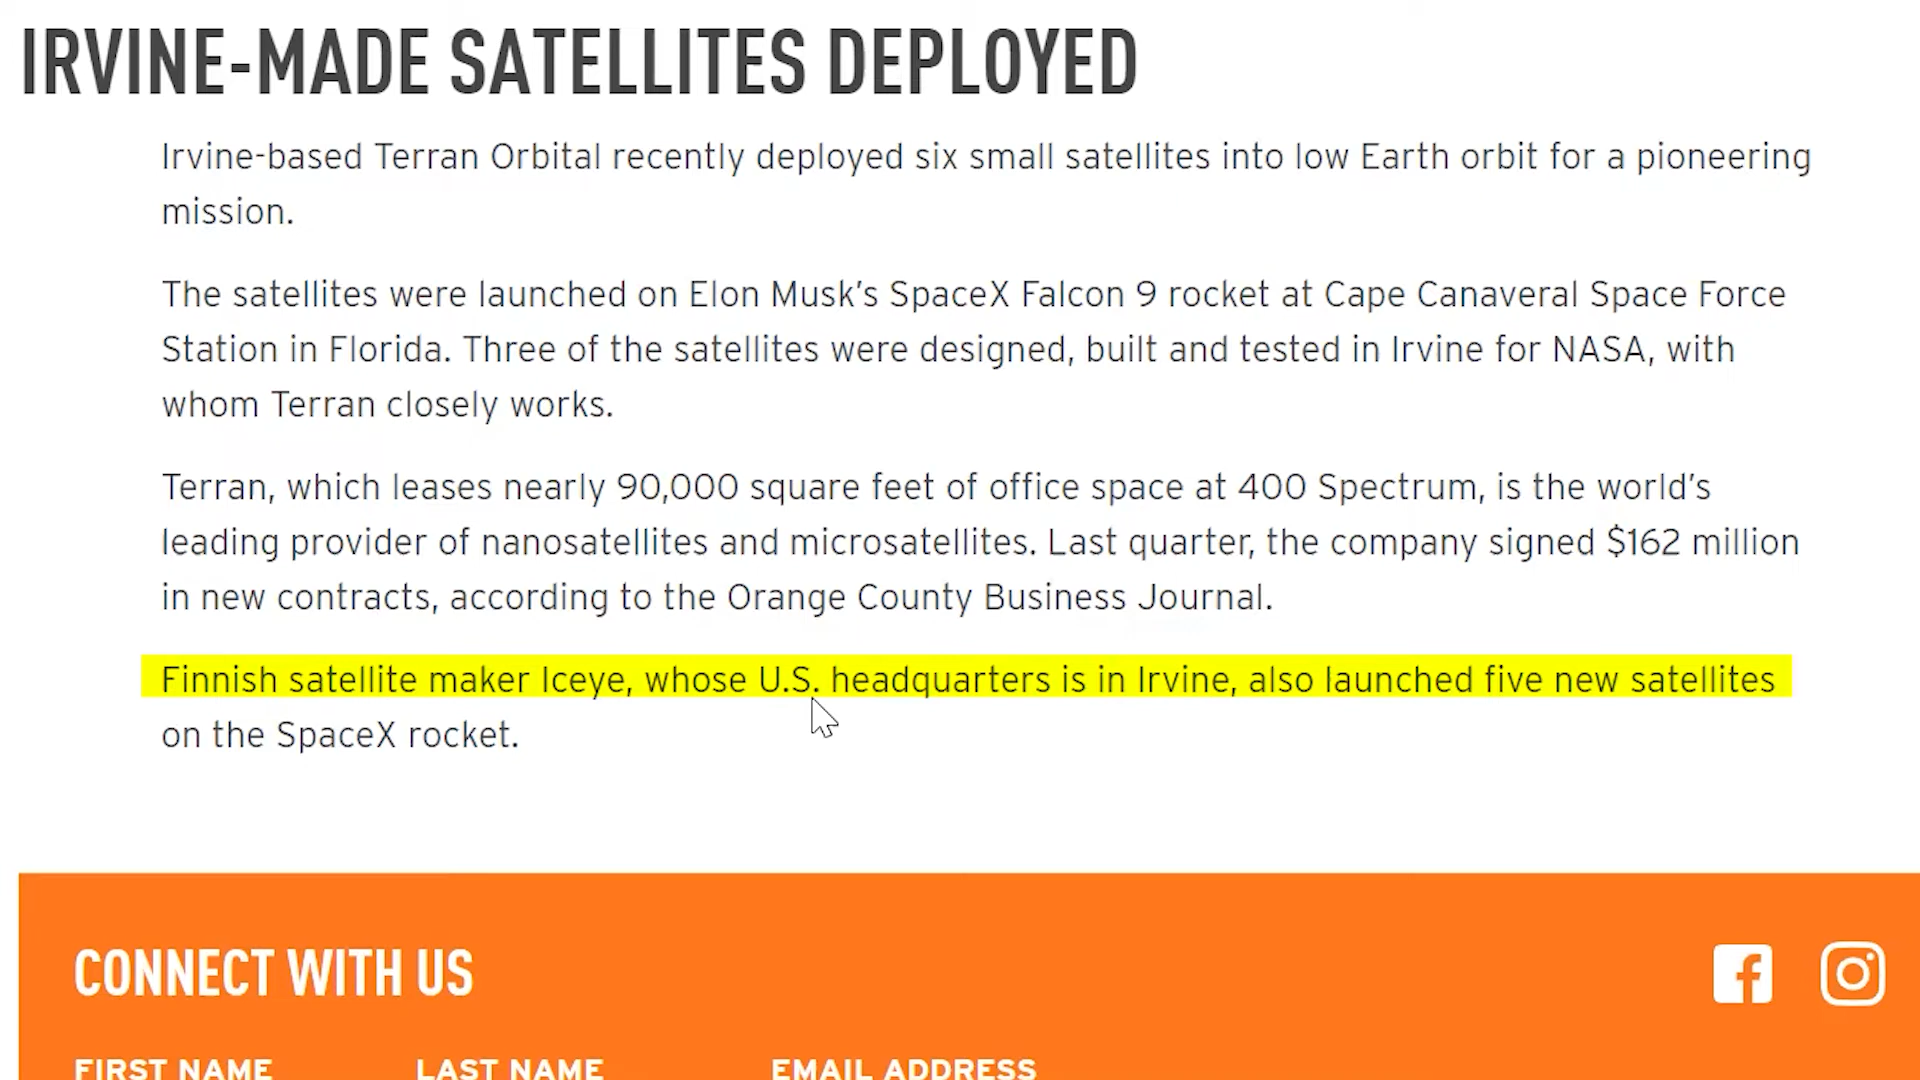 IRVINE-MADE SATELLITES DEPLOYED
Irvine-based Terran Orbital recently deployed six small satellites into low Earth orbit for a pioneering
mission.
The satellites were launched on Elon Musk’s SpaceX Falcon 9 rocket at Cape Canaveral Space Force
Station in Florida. Three of the satellites were designed, built and tested in Irvine for NASA, with
whom Terran closely works.
Terran, which leases nearly 90,000 square feet of office space at 400 Spectrum, is the world’s
leading provider of nanosatellites and microsatellites. Last quarter, the company signed $162 million
in new contracts, according to the Orange County Business Journal.
Finnish satellite maker Iceye, whose U.S. headquarters is in Irvine, also launched five new satellites
on the SpaceX rocket.
CONNECT WITH US
FIRST NAME LAST NAME EMAIL ADDRESS